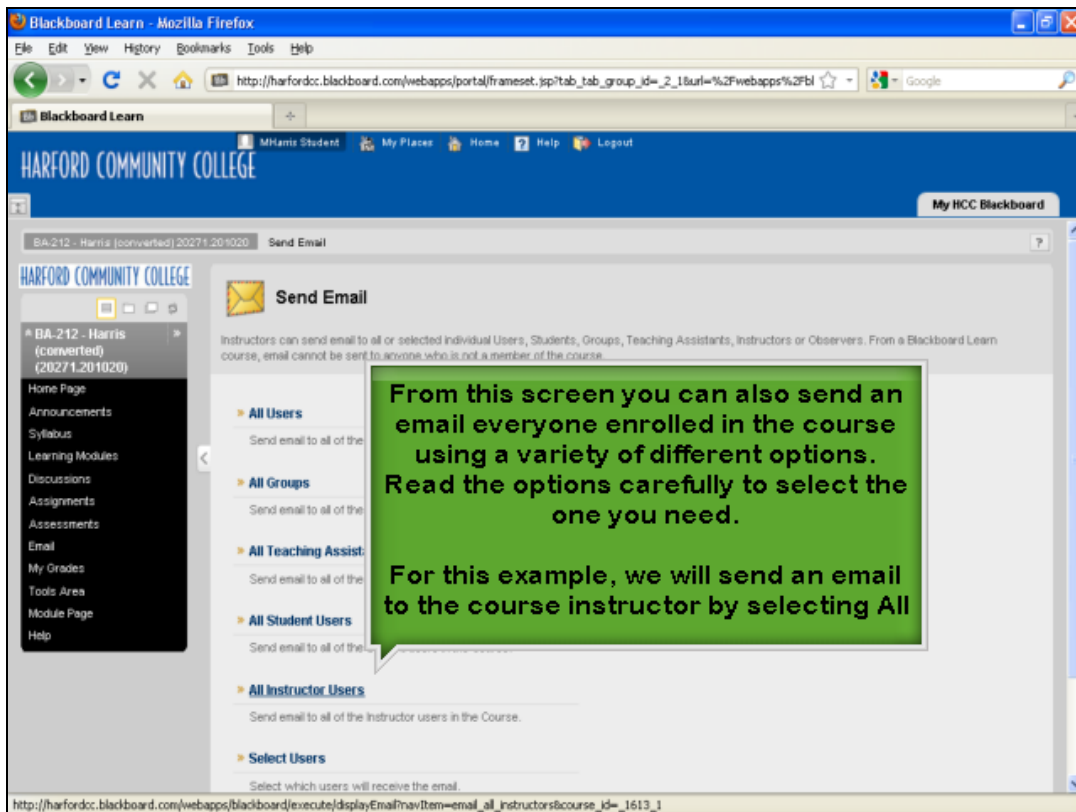 Blackboard Learn - Mozilla Firefox
File Edit View History Bookmarks Tools Help
http://harfordcc.blackboard.com/webapps/portal/frameset.jsp?tab_tab_group_id=_2_1&url=%2Fwebapps%2Fbl
Google
Blackboard Learn
MHarris Student My Places Home Help Logout
HARFORD COMMUNITY COLLEGE
My HCC Blackboard
BA-212 - Harris (converted) 20271.201020 Send Email
HARFORD COMMUNITY COLLEGE
BA-212 - Harris
(converted)
(20271.201020)
Home Page
Announcements
Syllabus
Learning Modules
Discussions
Assignments
Assessments
Email
My Grades
Tools Area
Module Page
Help
Send Email
Instructors can send email to all or selected individual Users, Students, Groups, Teaching Assistants, Instructors or Observers. From a Blackboard Learn
course, email cannot be sent to anyone who is not a member of the course.
All Users
Send email to all of the
All Groups
Send email to all of the
All Teaching Assist
Send email to all of the
All Student Users
Send email to all of the
All Instructor Users
Send email to all of the Instructor users in the Course.
Select Users
Select which users will receive the email.
From this screen you can also send an
email everyone enrolled in the course
using a variety of different options.
Read the options carefully to select the
one you need.
For this example, we will send an email
to the course instructor by selecting All
http://harfordcc.blackboard.com/webapps/blackboard/execute/displayEmail?navItem=email_all_instructors&course_id=_1613_1